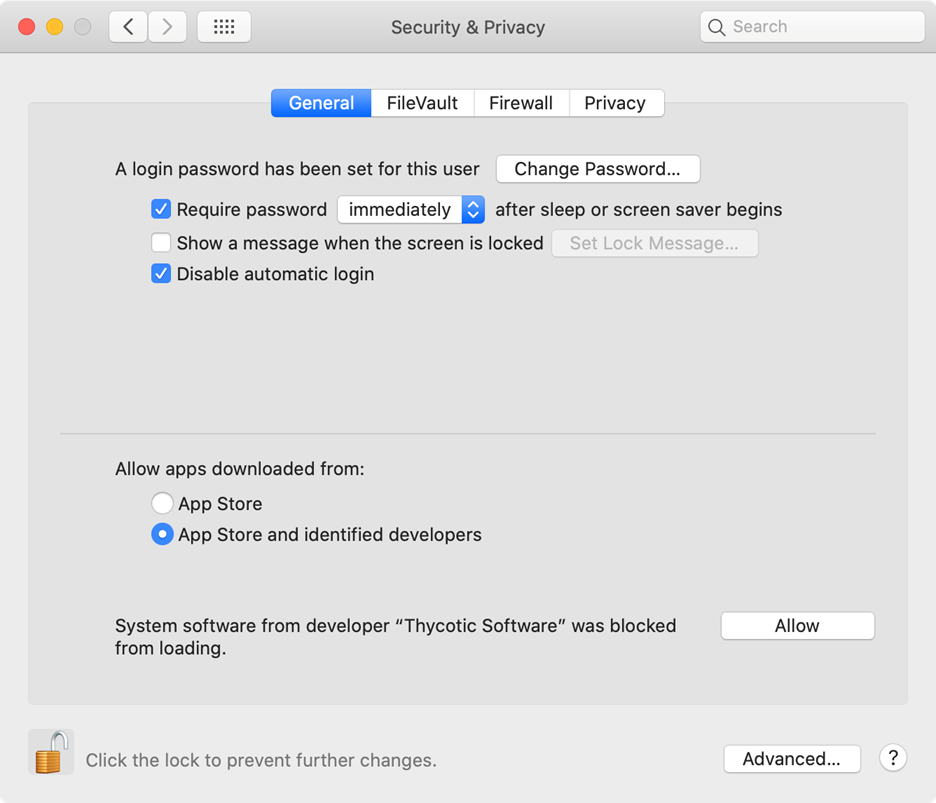 Security & Privacy
Search
General
FileVault
Firewall
Privacy
A login password has been set for this user
Change Password...
Require password
immediately
after sleep or screen saver begins
Show a message when the screen is locked
Set Lock Message...
Disable automatic login
Allow apps downloaded from:
App Store
App Store and identified developers
System software from developer “Thycotic Software” was blocked
from loading.
Allow
Click the lock to prevent further changes.
Advanced...
?